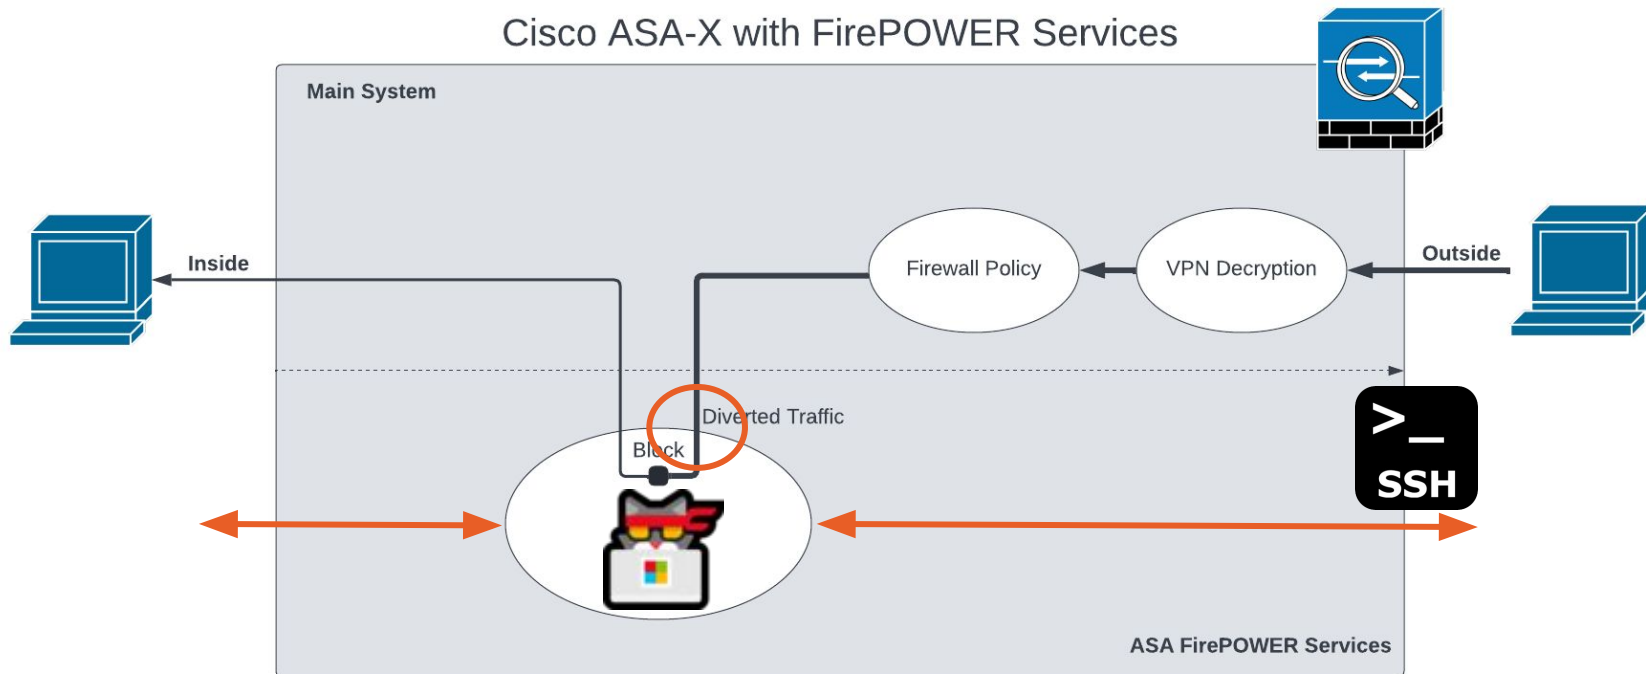 Cisco ASA-X with FirePOWER Services
Main System
Inside
Firewall Policy
VPN Decryption
Outside
Diverted Traffic
Block
>_
SSH
ASA FirePOWER Services